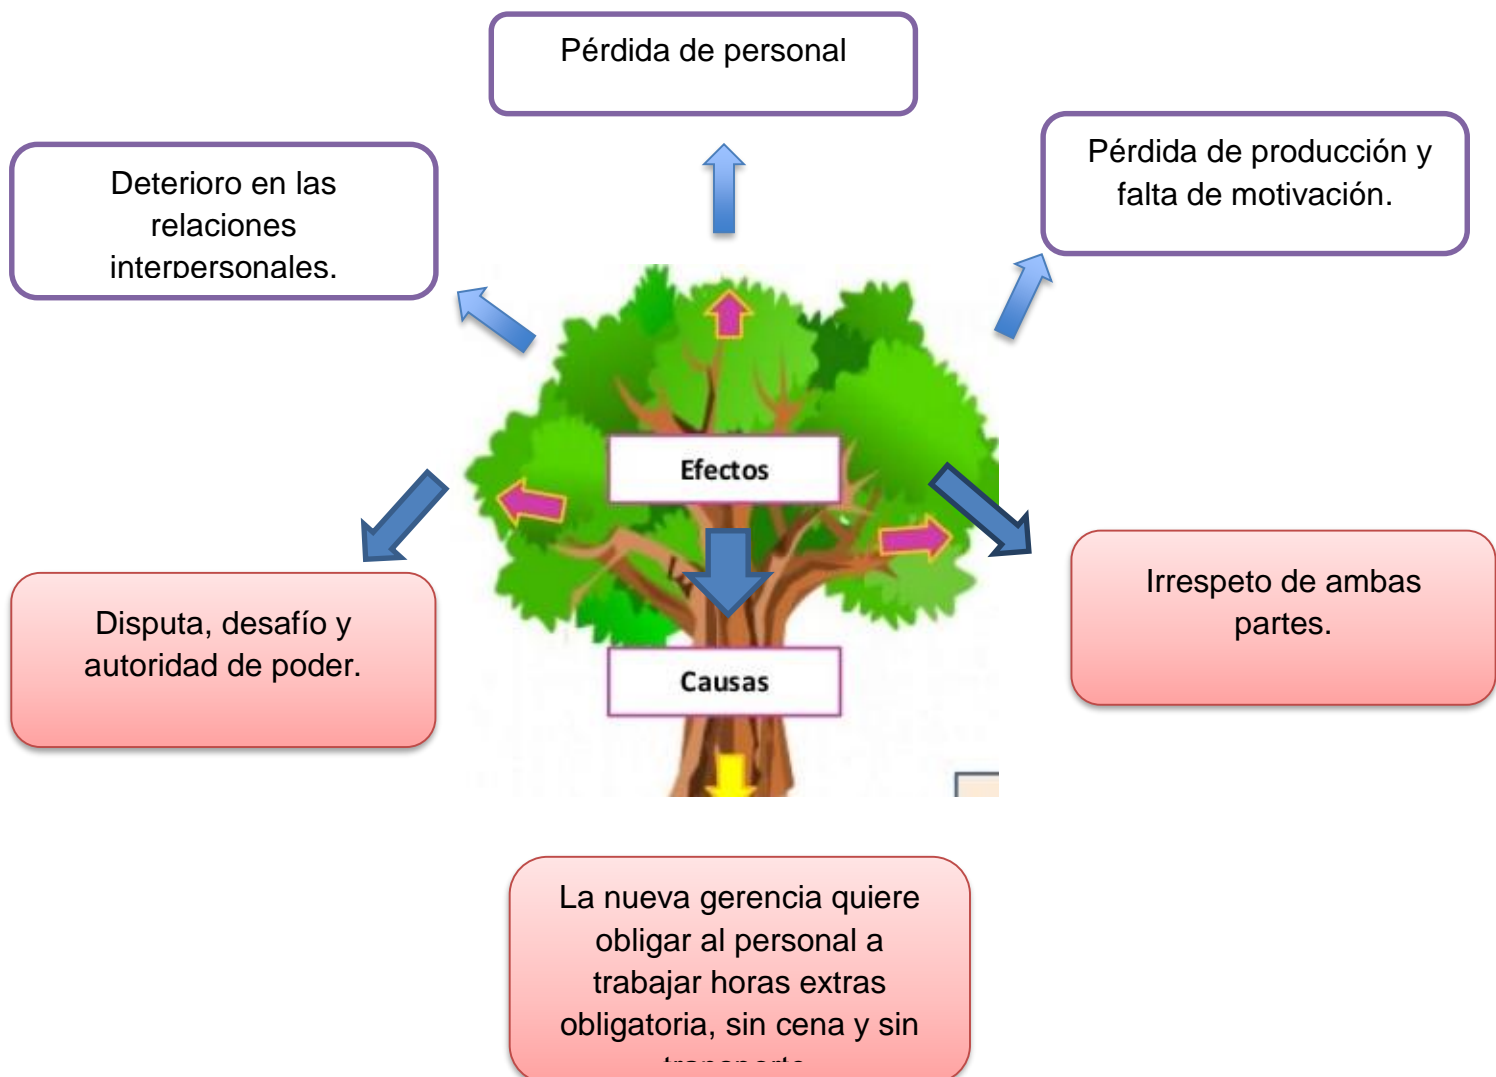 Pérdida de personal
Deterioro en las
relaciones
interpersonales.
Pérdida de producción y
falta de motivación.
Efectos
Disputa, desafío y
autoridad de poder.
Irrespeto de ambas
partes.
Causas
La nueva gerencia quiere
obligar al personal a
trabajar horas extras
obligatoria, sin cena y sin